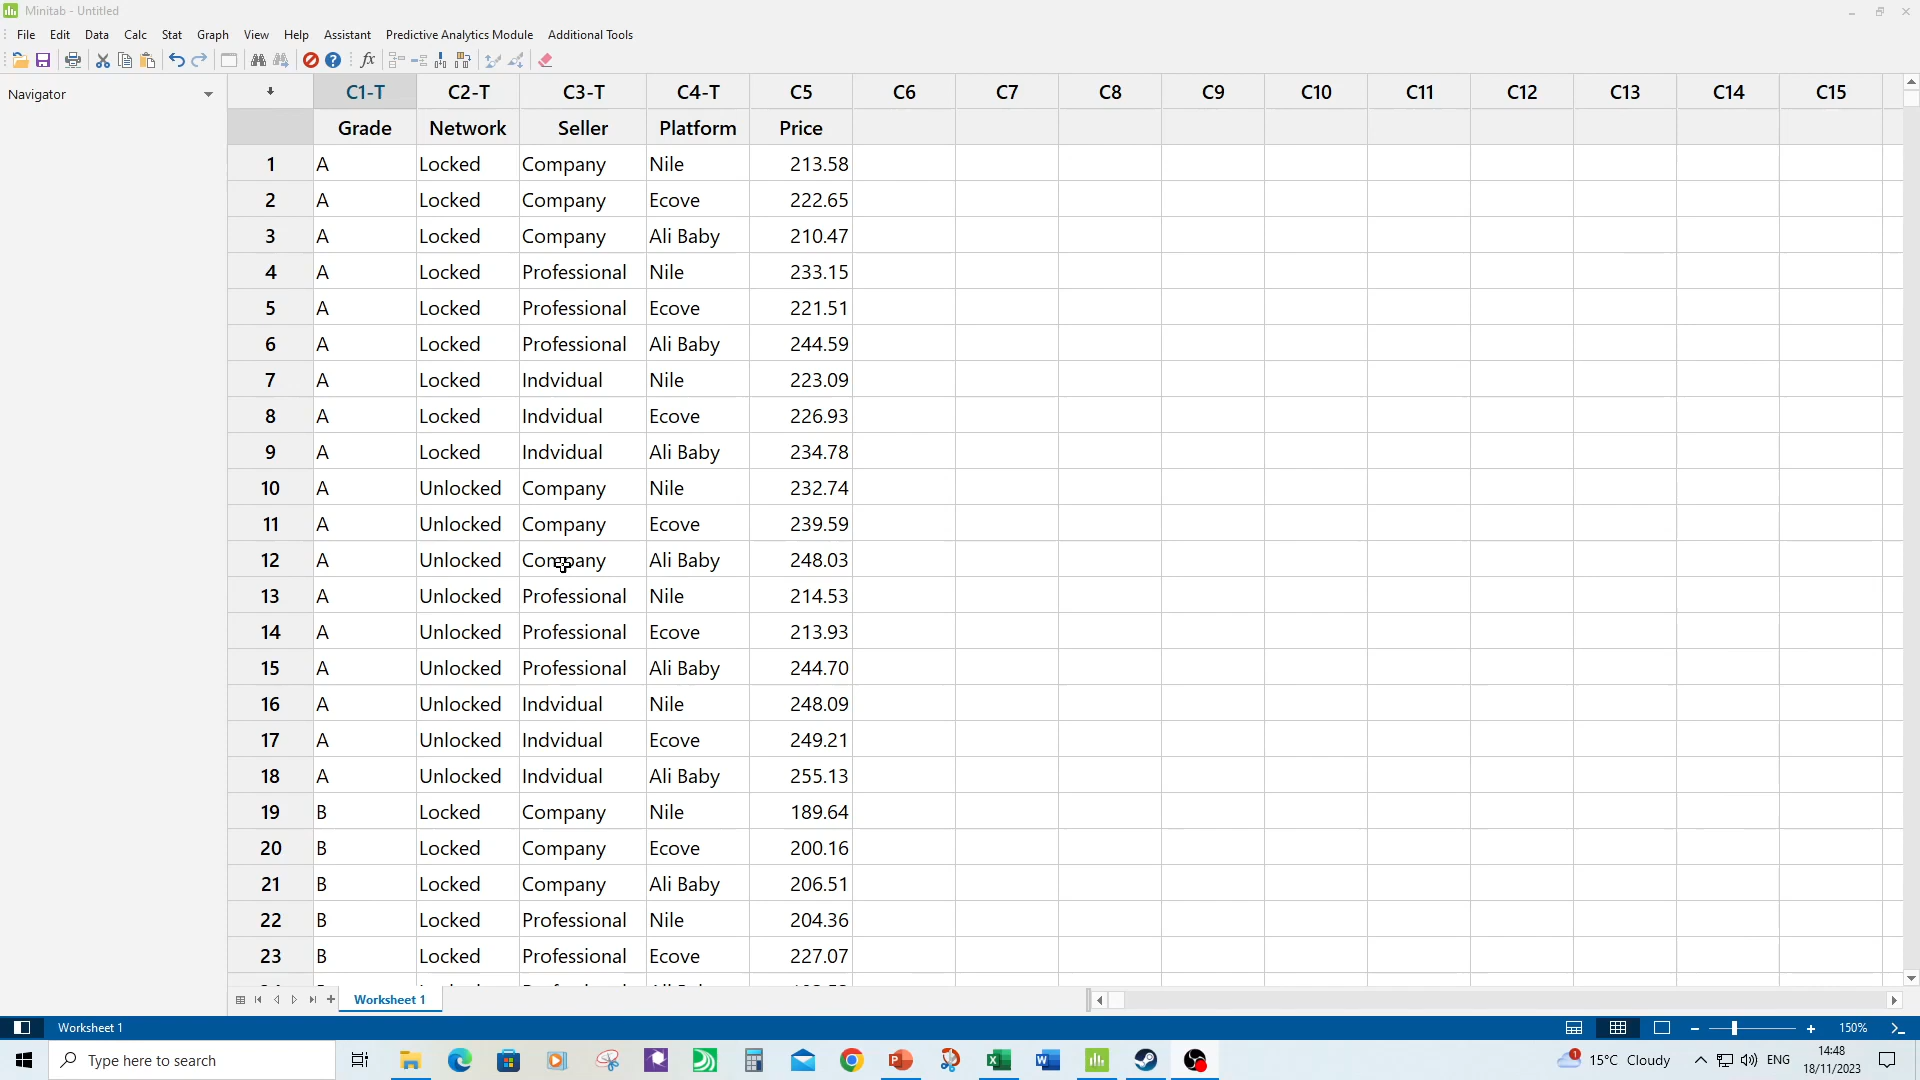 Minitab - Untitled
File Edit Data Calc Stat Graph View Help Assistant Predictive Analytics Module Additional Tools
Navigator
C1-T C2-T C3-T C4-T C5 C6 C7 C8 C9 C10 C11 C12 C13 C14 C15
Grade Network Seller Platform Price
1 A Locked Company Nile 213.58
2 A Locked Company Ecove 222.65
3 A Locked Company Ali Baby 210.47
4 A Locked Professional Nile 233.15
5 A Locked Professional Ecove 221.51
6 A Locked Professional Ali Baby 244.59
7 A Locked Indvidual Nile 223.09
8 A Locked Indvidual Ecove 226.93
9 A Locked Indvidual Ali Baby 234.78
10 A Unlocked Company Nile 232.74
11 A Unlocked Company Ecove 239.59
12 A Unlocked Company Ali Baby 248.03
13 A Unlocked Professional Nile 214.53
14 A Unlocked Professional Ecove 213.93
15 A Unlocked Professional Ali Baby 244.70
16 A Unlocked Indvidual Nile 248.09
17 A Unlocked Indvidual Ecove 249.21
18 A Unlocked Indvidual Ali Baby 255.13
19 B Locked Company Nile 189.64
20 B Locked Company Ecove 200.16
21 B Locked Company Ali Baby 206.51
22 B Locked Professional Nile 204.36
23 B Locked Professional Ecove 227.07
Worksheet 1
Worksheet 1 150%
Type here to search
1 15°C Cloudy ENG
14:48
18/11/2023